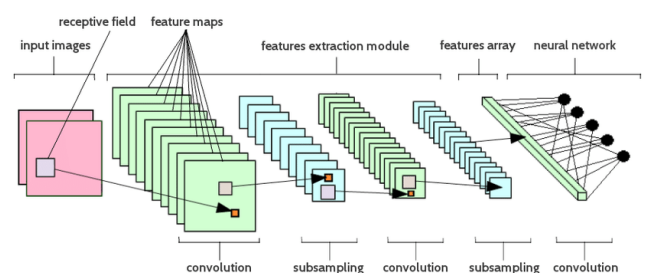 receptive field
feature maps
input images
features extraction module
features array
neural network
convolution
subsampling
convolution
subsampling
convolution